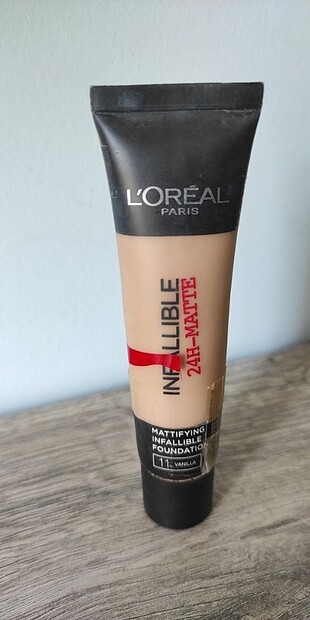 L'ORÉAL
PARIS
INFALLIBLE
24H-MATTE
MATTIFYING
INFALLIBLE
FOUNDATION
11. VANILLA